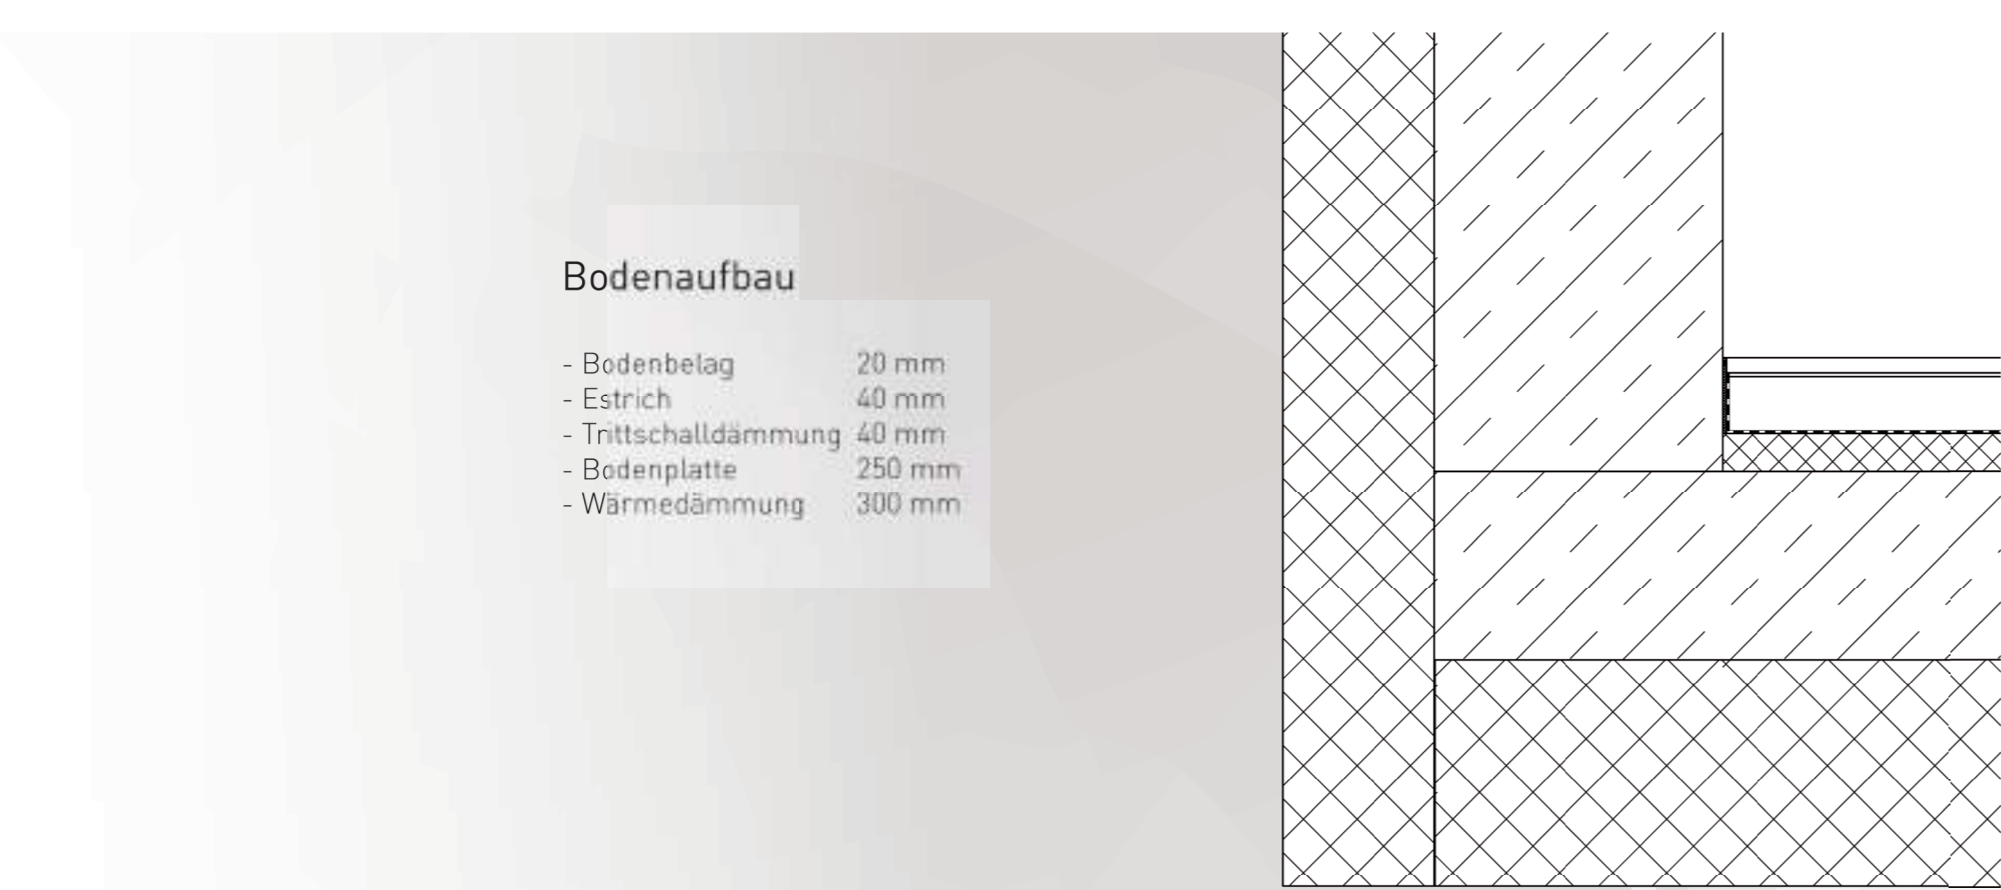 Bodenaufbau
- Bodenbelag 20 mm
- Estrich 40 mm
- Trittschalldämmung 40 mm
- Bodenplatte 250 mm
- Wärmedämmung 300 mm